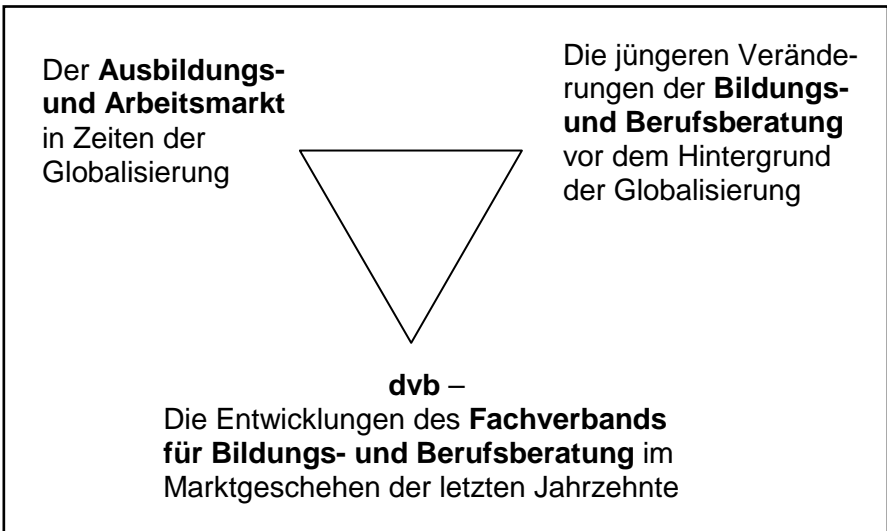 Der Ausbildungs-
und Arbeitsmarkt
in Zeiten der
Globalisierung
Die jüngeren Verände-
rungen der Bildungs-
und Berufsberatung
vor dem Hintergrund
der Globalisierung
dvb –
Die Entwicklungen des Fachverbands
für Bildungs- und Berufsberatung im
Marktgeschehen der letzten Jahrzehnte